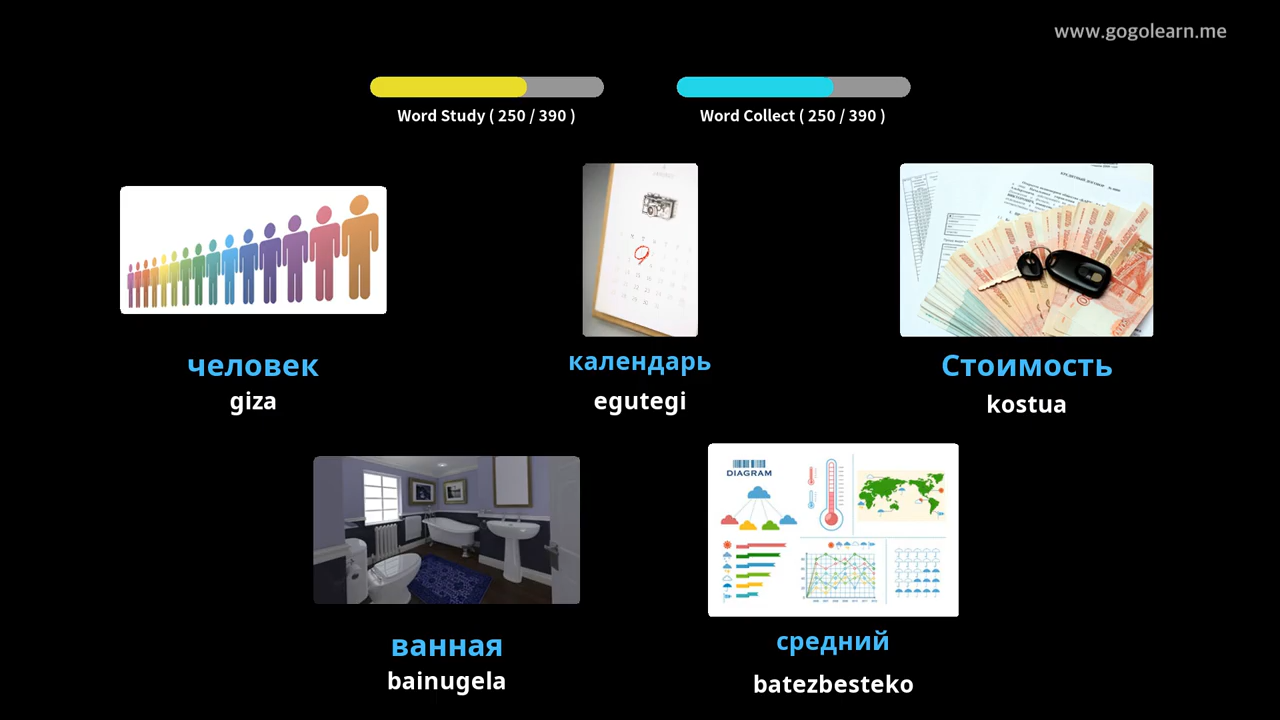 www.gogolearn.me
Word Study ( 250 / 390 )
Word Collect ( 250 / 390 )
человек
giza
календарь
egutegi
Стоимость
kostua
DIAGRAM
ванная
bainugela
средний
batezbesteko